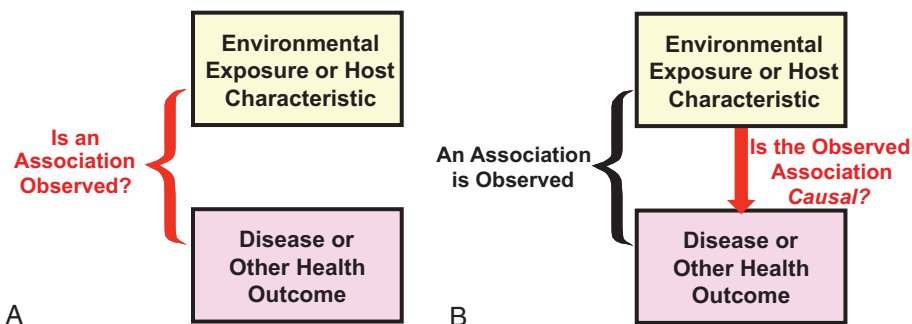 Environmental
Exposure or Host
Characteristic
Is an
Association
Observed?
Disease or
Other Health
Outcome
A
Environmental
Exposure or Host
Characteristic
An Association
is Observed
Is the Observed
Association
Causal?
Disease or
Other Health
Outcome
B